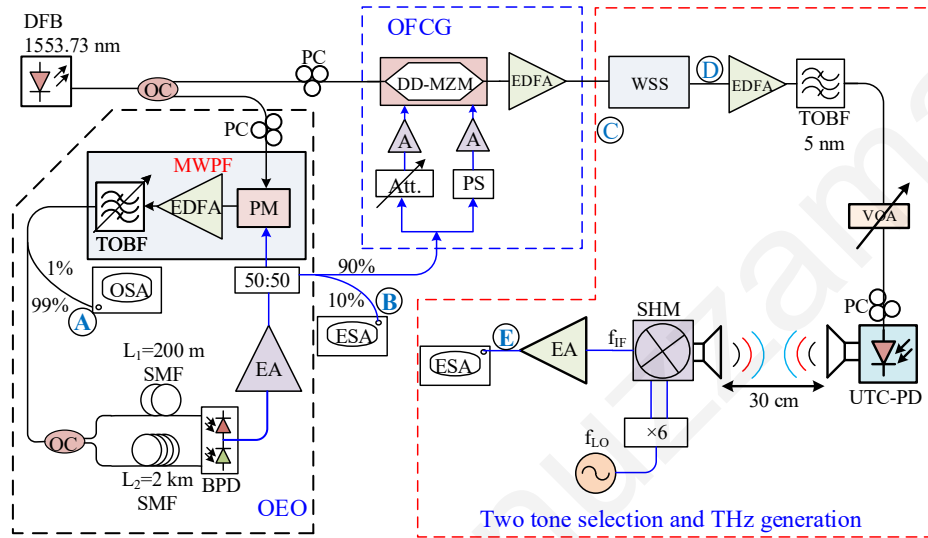 DFB
1553.73 nm
OC
PC
OFCG
DD-MZM
EDFA
A
A
Att.
PS
C
WSS
D
EDFA
TOBF
5 nm
VOA
PC
UTC-PD
30 cm
SHM
f_IF
×6
f_LO
EA
E
ESA
Two tone selection and THz generation
PC
MWPF
PM
EDFA
TOBF
1%
99%
A
OSA
50:50
90%
10%
B
ESA
EA
L₁=200 m
SMF
OC
L₂=2 km
SMF
BPD
OEO